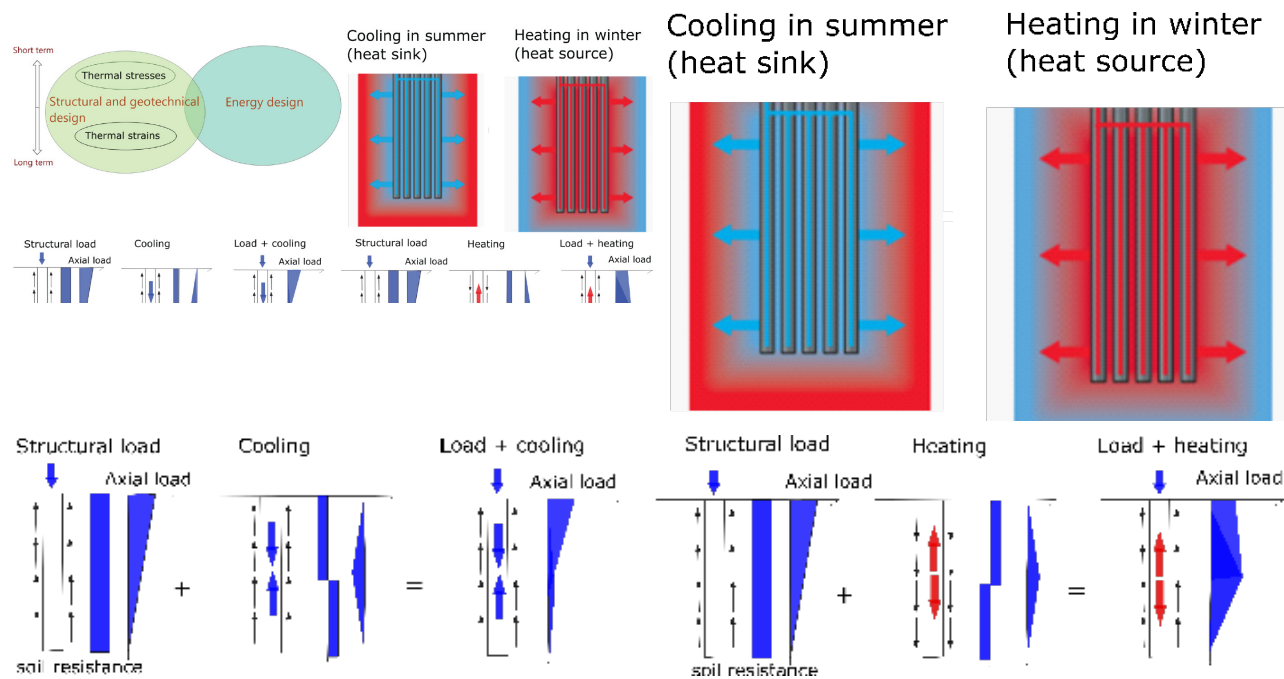 Short term
Thermal stresses
Structural and geotechnical
design
Thermal strains
Long term
Energy design
Cooling in summer
(heat sink)
Heating in winter
(heat source)
Cooling in summer
(heat sink)
Heating in winter
(heat source)
Structural load
Axial load
Cooling
Load + cooling
Axial load
Structural load
Axial load
Heating
Load + heating
Axial load
Structural load
Axial load
soil resistance
+
Cooling
=
Load + cooling
Axial load
Structural load
Axial load
soil resistance
+
Heating
=
Load + heating
Axial load